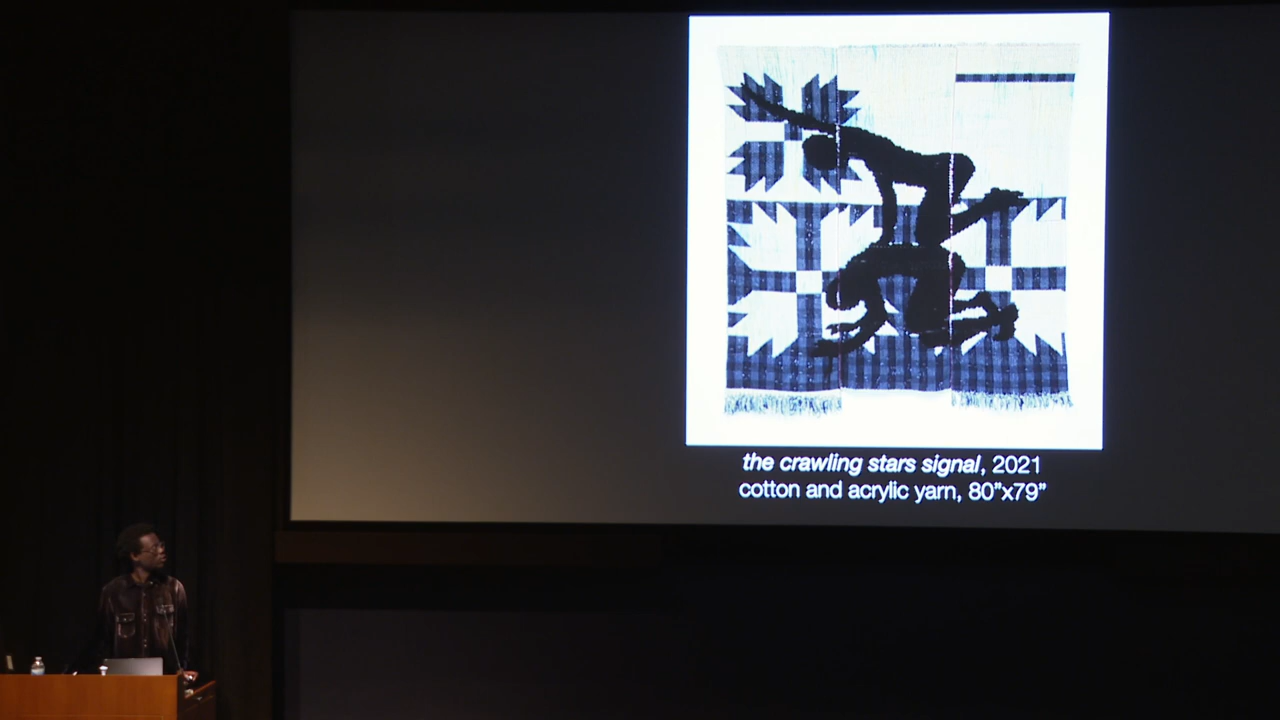 the crawling stars signal, 2021
cotton and acrylic yarn, 80”x79”